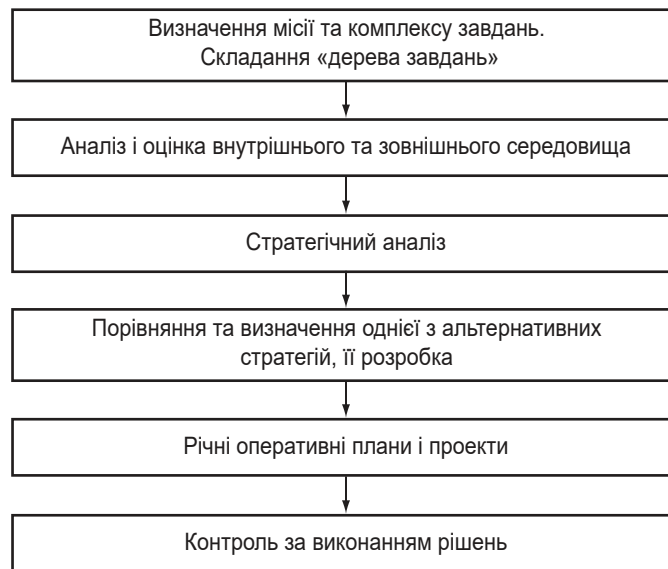 Визначення місії та комплексу завдань.
Складання «дерева завдань»
Аналіз і оцінка внутрішнього та зовнішнього середовища
Стратегічний аналіз
Порівняння та визначення однієї з альтернативних
стратегій, її розробка
Річні оперативні плани і проекти
Контроль за виконанням рішень